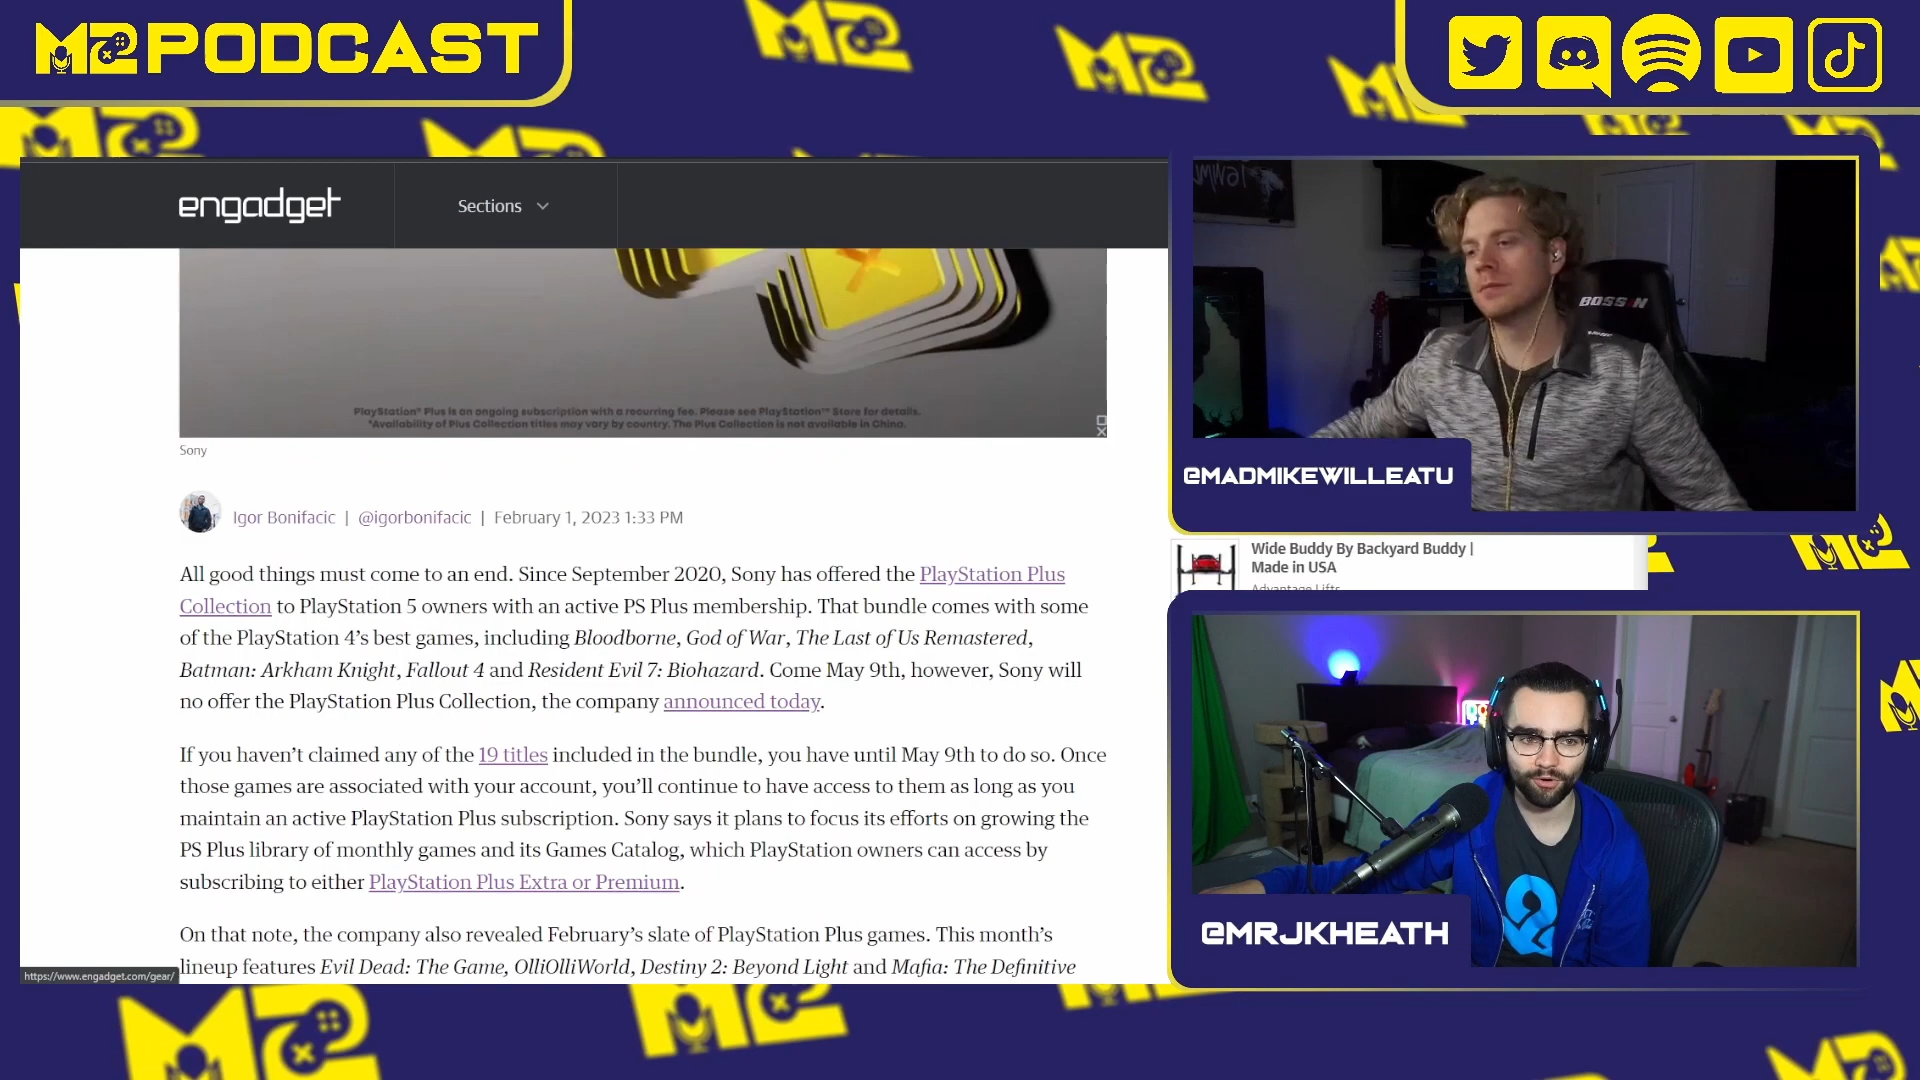 M2 PODCAST
engadget
Sections
PlayStation® Plus is an ongoing subscription with a recurring fee. Please see PlayStation™ Store for details.
*Availability of Plus Collection titles may vary by country. The Plus Collection is not available in China.
Sony
Igor Bonifacic | @igorbonifacic | February 1, 2023 1:33 PM
All good things must come to an end. Since September 2020, Sony has offered the PlayStation Plus
Collection to PlayStation 5 owners with an active PS Plus membership. That bundle comes with some
of the PlayStation 4’s best games, including Bloodborne, God of War, The Last of Us Remastered,
Batman: Arkham Knight, Fallout 4 and Resident Evil 7: Biohazard. Come May 9th, however, Sony will
no offer the PlayStation Plus Collection, the company announced today.
If you haven’t claimed any of the 19 titles included in the bundle, you have until May 9th to do so. Once
those games are associated with your account, you’ll continue to have access to them as long as you
maintain an active PlayStation Plus subscription. Sony says it plans to focus its efforts on growing the
PS Plus library of monthly games and its Games Catalog, which PlayStation owners can access by
subscribing to either PlayStation Plus Extra or Premium.
On that note, the company also revealed February’s slate of PlayStation Plus games. This month’s
lineup features Evil Dead: The Game, OlliOlliWorld, Destiny 2: Beyond Light and Mafia: The Definitive
https://www.engadget.com/gear/
BOSSIN
@MADMIKEWILLEATU
Wide Buddy By Backyard Buddy |
Made in USA
Advantage Lifts
@MRJKHEATH